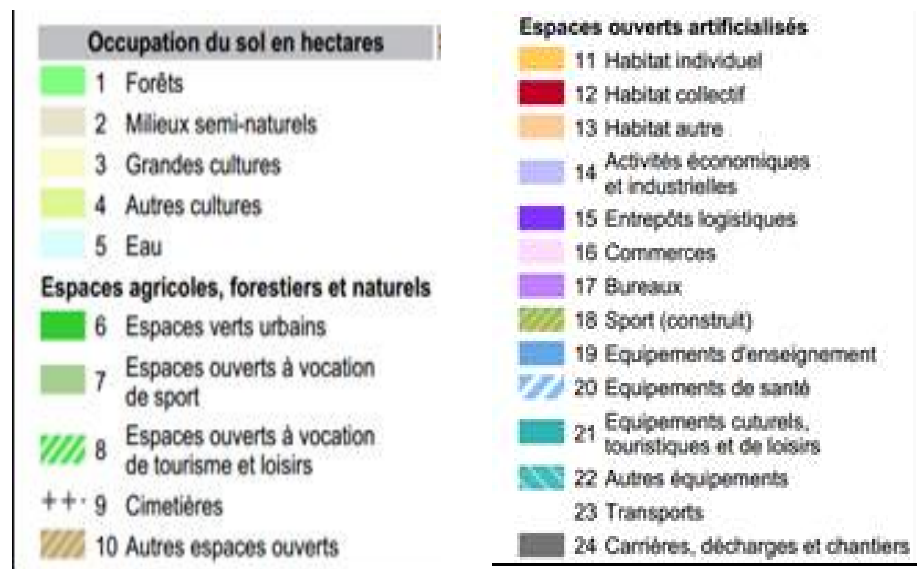 Occupation du sol en hectares
1 Forêts
2 Milieux semi-naturels
3 Grandes cultures
4 Autres cultures
5 Eau
Espaces agricoles, forestiers et naturels
6 Espaces verts urbains
7 Espaces ouverts à vocation
de sport
8 Espaces ouverts à vocation
de tourisme et loisirs
9 Cimetières
10 Autres espaces ouverts
Espaces ouverts artificialisés
11 Habitat individuel
12 Habitat collectif
13 Habitat autre
14 Activités économiques
et industrielles
15 Entrepôts logistiques
16 Commerces
17 Bureaux
18 Sport (construit)
19 Equipements d'enseignement
20 Equipements de santé
21 Equipements cuturels,
touristiques et de loisirs
22 Autres équipements
23 Transports
24 Carrières, décharges et chantiers